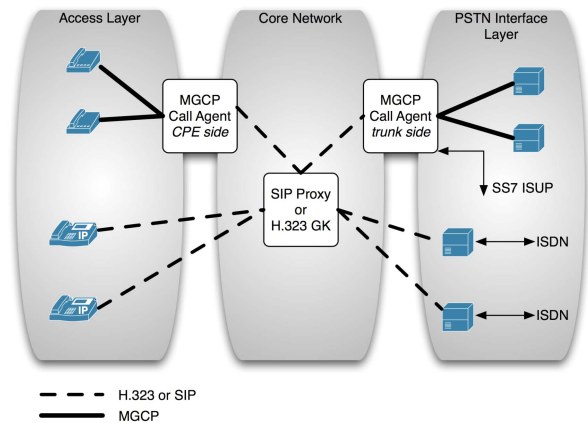 Access Layer
Core Network
PSTN Interface
Layer
MGCP
Call Agent
CPE side
MGCP
Call Agent
trunk side
SS7 ISUP
SIP Proxy
or
H.323 GK
IP
ISDN
IP
ISDN
H.323 or SIP
MGCP